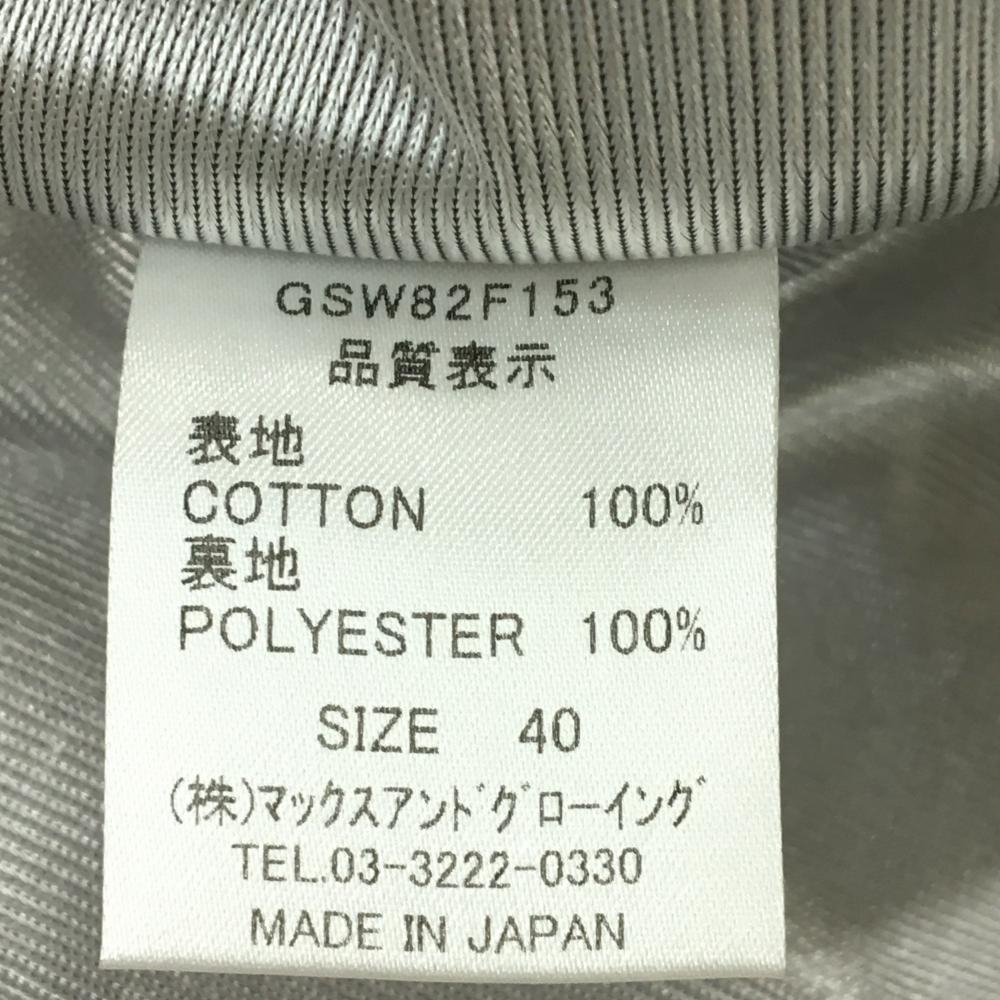 GSW82F153
品質表示
表地
COTTON 100%
裏地
POLYESTER 100%
SIZE 40
(株)マックスアンドグローイング
TEL.03-3222-0330
MADE IN JAPAN